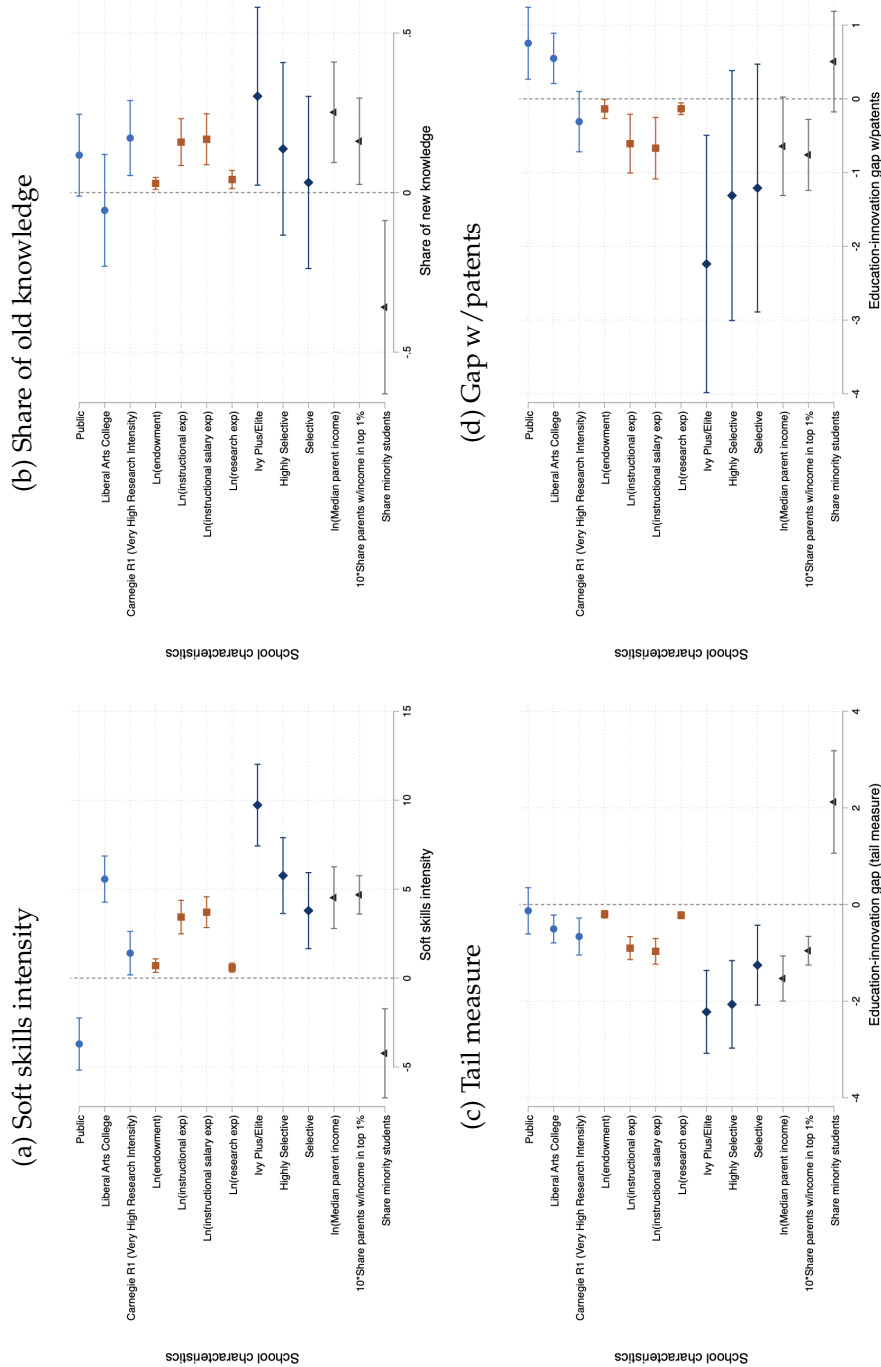 (a) Soft skills intensity
School characteristics
Public
Liberal Arts College
Carnegie R1 (Very High Research Intensity)
Ln(endowment)
Ln(instructional exp)
Ln(instructional salary exp)
Ln(research exp)
Ivy Plus/Elite
Highly Selective
Selective
ln(Median parent income)
10*Share parents w/income in top 1%
Share minority students
-5 0 5 10 15
Soft skills intensity
(b) Share of old knowledge
School characteristics
Public
Liberal Arts College
Carnegie R1 (Very High Research Intensity)
Ln(endowment)
Ln(instructional exp)
Ln(instructional salary exp)
Ln(research exp)
Ivy Plus/Elite
Highly Selective
Selective
ln(Median parent income)
10*Share parents w/income in top 1%
Share minority students
-.5 0 .5
Share of new knowledge
(c) Tail measure
School characteristics
Public
Liberal Arts College
Carnegie R1 (Very High Research Intensity)
Ln(endowment)
Ln(instructional exp)
Ln(instructional salary exp)
Ln(research exp)
Ivy Plus/Elite
Highly Selective
Selective
ln(Median parent income)
10*Share parents w/income in top 1%
Share minority students
-4 -2 0 2 4
Education-innovation gap (tail measure)
(d) Gap w/patents
School characteristics
Public
Liberal Arts College
Carnegie R1 (Very High Research Intensity)
Ln(endowment)
Ln(instructional exp)
Ln(instructional salary exp)
Ln(research exp)
Ivy Plus/Elite
Highly Selective
Selective
ln(Median parent income)
10*Share parents w/income in top 1%
Share minority students
-4 -3 -2 -1 0 1
Education-innovation gap w/patents